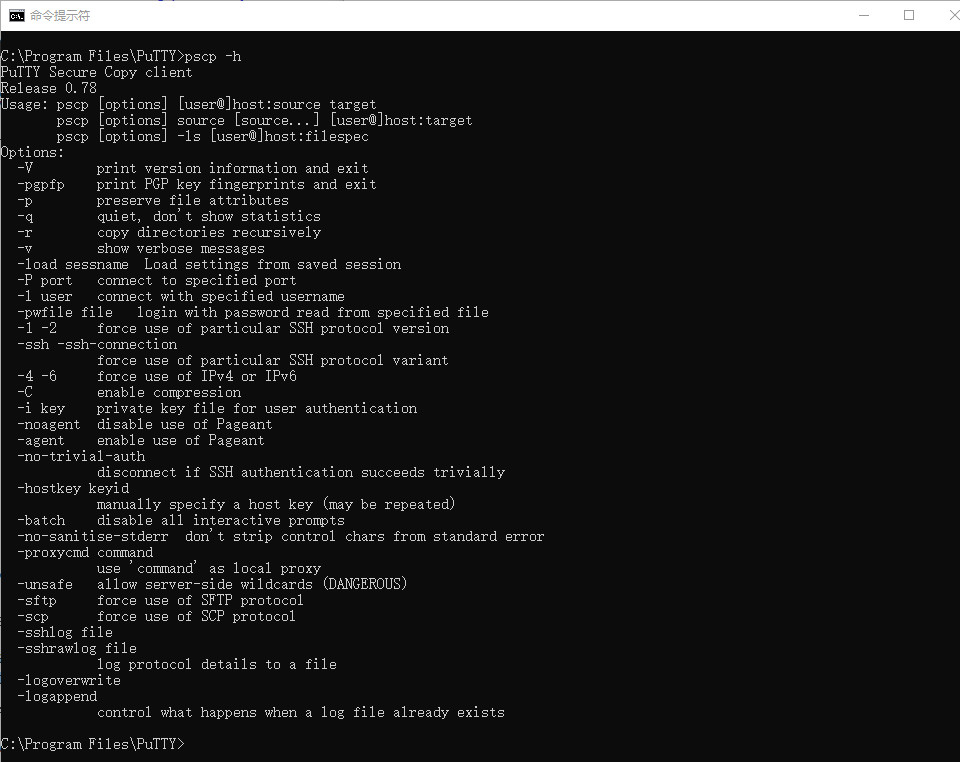 命令提示符
C:\Program Files\PuTTY>pscp -h
PuTTY Secure Copy client
Release 0.78
Usage: pscp [options] [user@]host:source target
       pscp [options] source [source...] [user@]host:target
       pscp [options] -ls [user@]host:filespec
Options:
  -V        print version information and exit
  -pgpfp    print PGP key fingerprints and exit
  -p        preserve file attributes
  -q        quiet, don't show statistics
  -r        copy directories recursively
  -v        show verbose messages
  -load sessname  Load settings from saved session
  -P port   connect to specified port
  -l user   connect with specified username
  -pwfile file   login with password read from specified file
  -1 -2     force use of particular SSH protocol version
  -ssh -ssh-connection
            force use of particular SSH protocol variant
  -4 -6     force use of IPv4 or IPv6
  -C        enable compression
  -i key    private key file for user authentication
  -noagent  disable use of Pageant
  -agent    enable use of Pageant
  -no-trivial-auth
            disconnect if SSH authentication succeeds trivially
  -hostkey keyid
            manually specify a host key (may be repeated)
  -batch    disable all interactive prompts
  -no-sanitise-stderr  don't strip control chars from standard error
  -proxycmd command
            use 'command' as local proxy
  -unsafe   allow server-side wildcards (DANGEROUS)
  -sftp     force use of SFTP protocol
  -scp      force use of SCP protocol
  -sshlog file
  -sshrawlog file
            log protocol details to a file
  -logoverwrite
  -logappend
            control what happens when a log file already exists
C:\Program Files\PuTTY>